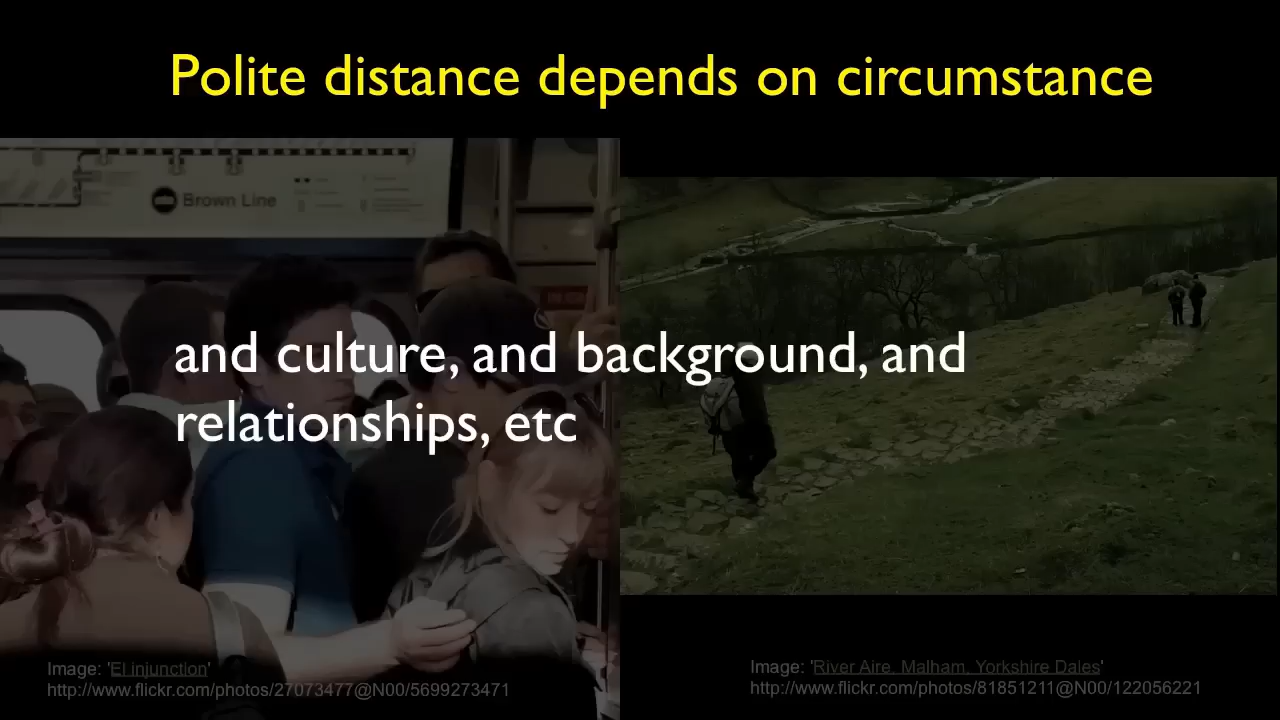 Polite distance depends on circumstance
Brown Line
and culture, and background, and
relationships, etc
Image: 'El injunction'
http://www.flickr.com/photos/27073477@N00/5699273471
Image: 'River Aire, Malham, Yorkshire Dales'
http://www.flickr.com/photos/81851211@N00/122056221